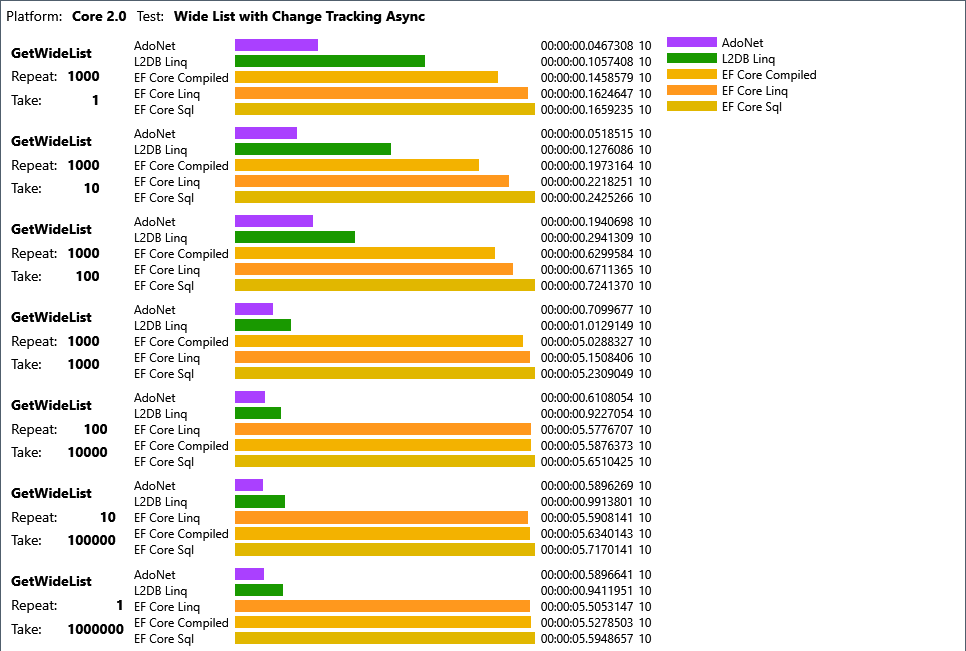 Platform: Core 2.0 Test: Wide List with Change Tracking Async
AdoNet
L2DB Linq
EF Core Compiled
EF Core Linq
EF Core Sql
GetWideList
Repeat: 1000
Take: 1
AdoNet 00:00:00.0467308 10
L2DB Linq 00:00:00.1057408 10
EF Core Compiled 00:00:00.1458579 10
EF Core Linq 00:00:00.1624647 10
EF Core Sql 00:00:00.1659235 10
GetWideList
Repeat: 1000
Take: 10
AdoNet 00:00:00.0518515 10
L2DB Linq 00:00:00.1276086 10
EF Core Compiled 00:00:00.1973164 10
EF Core Linq 00:00:00.2218251 10
EF Core Sql 00:00:00.2425266 10
GetWideList
Repeat: 1000
Take: 100
AdoNet 00:00:00.1940698 10
L2DB Linq 00:00:00.2941309 10
EF Core Compiled 00:00:00.6299584 10
EF Core Linq 00:00:00.6711365 10
EF Core Sql 00:00:00.7241370 10
GetWideList
Repeat: 1000
Take: 1000
AdoNet 00:00:00.7099677 10
L2DB Linq 00:00:01.0129149 10
EF Core Compiled 00:00:05.0288327 10
EF Core Linq 00:00:05.1508406 10
EF Core Sql 00:00:05.2309049 10
GetWideList
Repeat: 100
Take: 10000
AdoNet 00:00:00.6108054 10
L2DB Linq 00:00:00.9227054 10
EF Core Linq 00:00:05.5776707 10
EF Core Compiled 00:00:05.5876373 10
EF Core Sql 00:00:05.6510425 10
GetWideList
Repeat: 10
Take: 100000
AdoNet 00:00:00.5896269 10
L2DB Linq 00:00:00.9913801 10
EF Core Linq 00:00:05.5908141 10
EF Core Compiled 00:00:05.6340143 10
EF Core Sql 00:00:05.7170141 10
GetWideList
Repeat: 1
Take: 1000000
AdoNet 00:00:00.5896641 10
L2DB Linq 00:00:00.9411951 10
EF Core Linq 00:00:05.5053147 10
EF Core Compiled 00:00:05.5278503 10
EF Core Sql 00:00:05.5948657 10